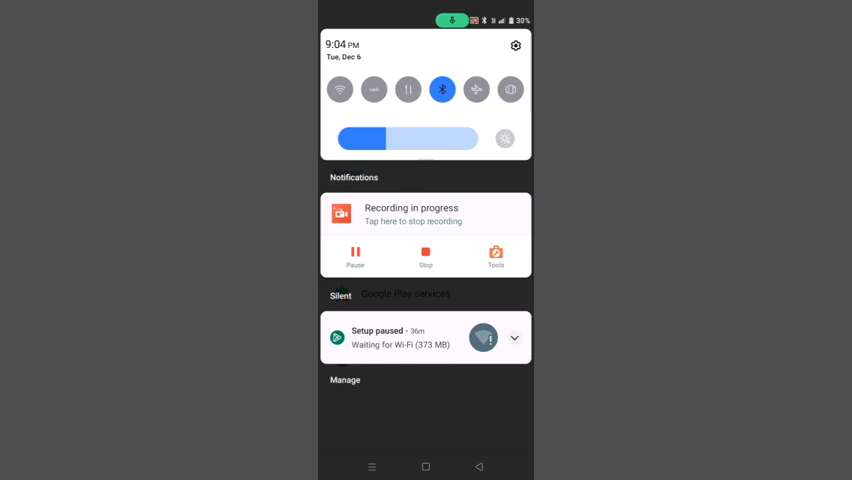 30%
9:04 PM
Tue, Dec 6
Notifications
Recording in progress
Tap here to stop recording
Pause
Stop
Tools
Google Play services
Silent
Setup paused • 36m
Waiting for Wi-Fi (373 MB)
Manage